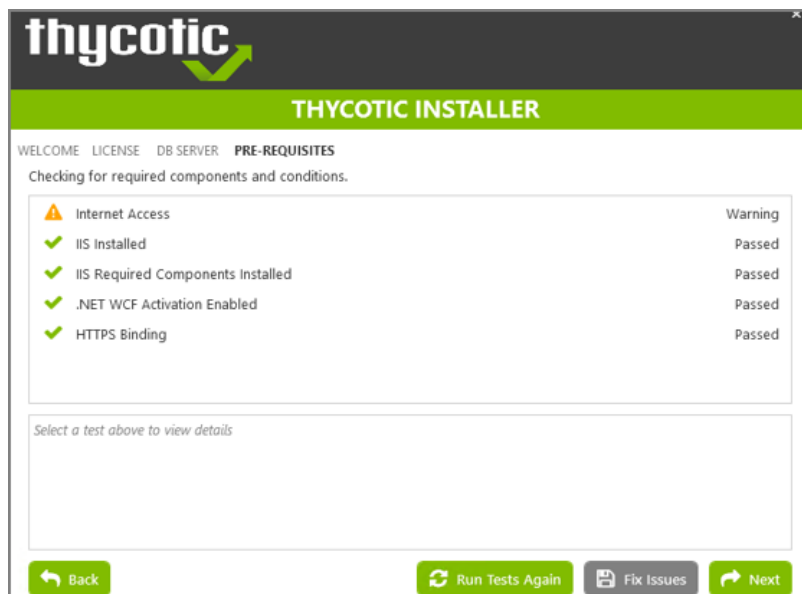 thycotic
THYCOTIC INSTALLER
WELCOME LICENSE DB SERVER PRE-REQUISITES
Checking for required components and conditions.
Internet Access Warning
IIS Installed Passed
IIS Required Components Installed Passed
.NET WCF Activation Enabled Passed
HTTPS Binding Passed
Select a test above to view details
Back Run Tests Again Fix Issues Next